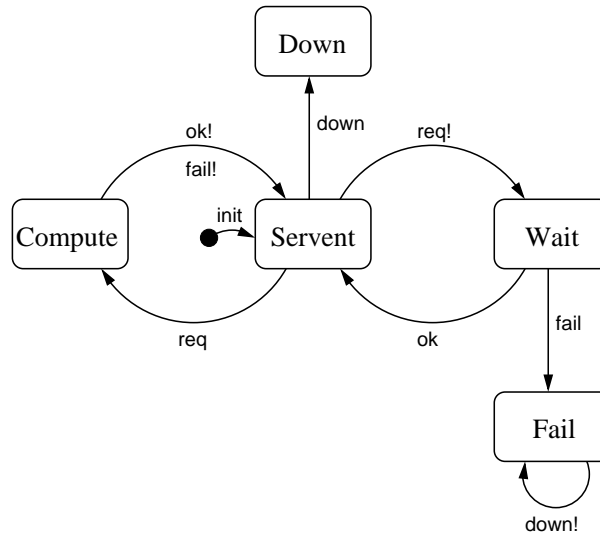 Down
down
ok!
fail!
req!
init
Compute
Servent
Wait
req
ok
fail
Fail
down!